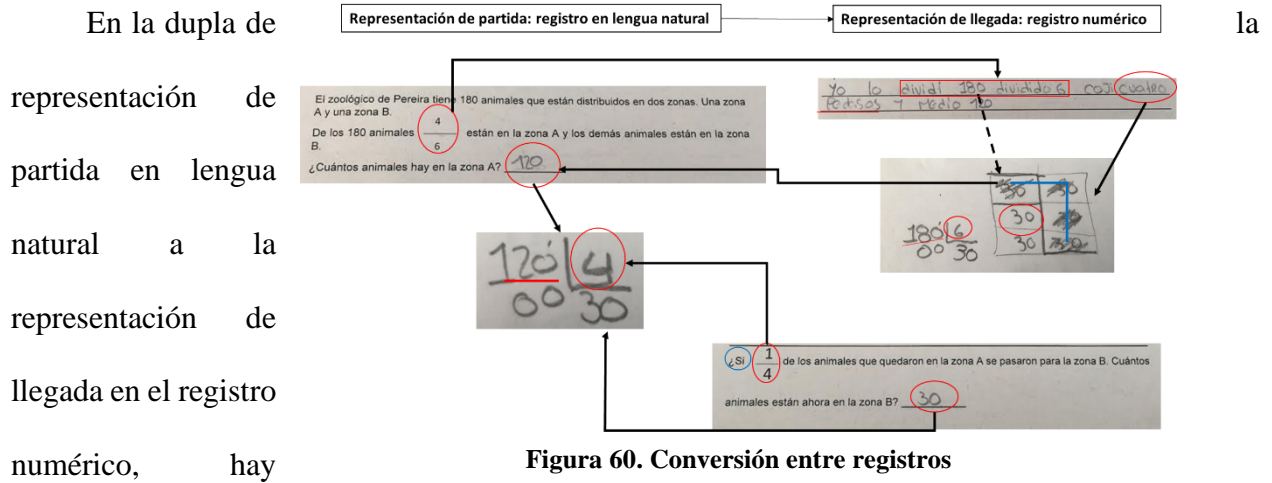 En la dupla de la
representación de
partida en lengua
natural a la
representación de
llegada en el registro
numérico, hay
Representación de partida: registro en lengua natural
Representación de llegada: registro numérico
El zoológico de Pereira tiene 180 animales que están distribuidos en dos zonas. Una zona
A y una zona B.
De los 180 animales 4/6 están en la zona A y los demás animales están en la zona
B.
¿Cuántos animales hay en la zona A? 120
yo lo dividí 180 dividido 6 coji cuatro
Pedasos y Medio 120
30
30
30
180 6
00 30
120 4
00 30
¿Si 1/4 de los animales que quedaron en la zona A se pasaron para la zona B. Cuántos
animales están ahora en la zona B? 30
Figura 60. Conversión entre registros